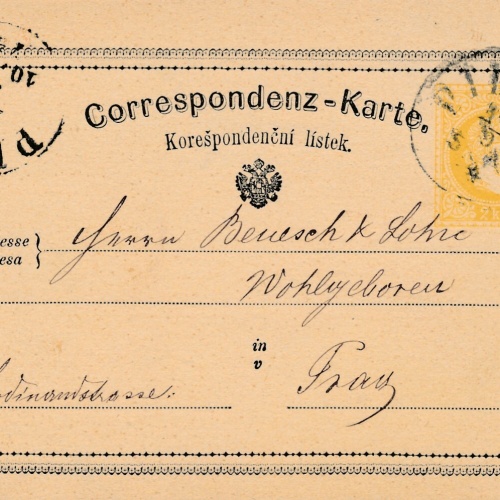 Correspondenz-Karte.
Korešpondenční lístek.
Herrn Benesch & Sohne
Wohlgeboren
in
v
Prag